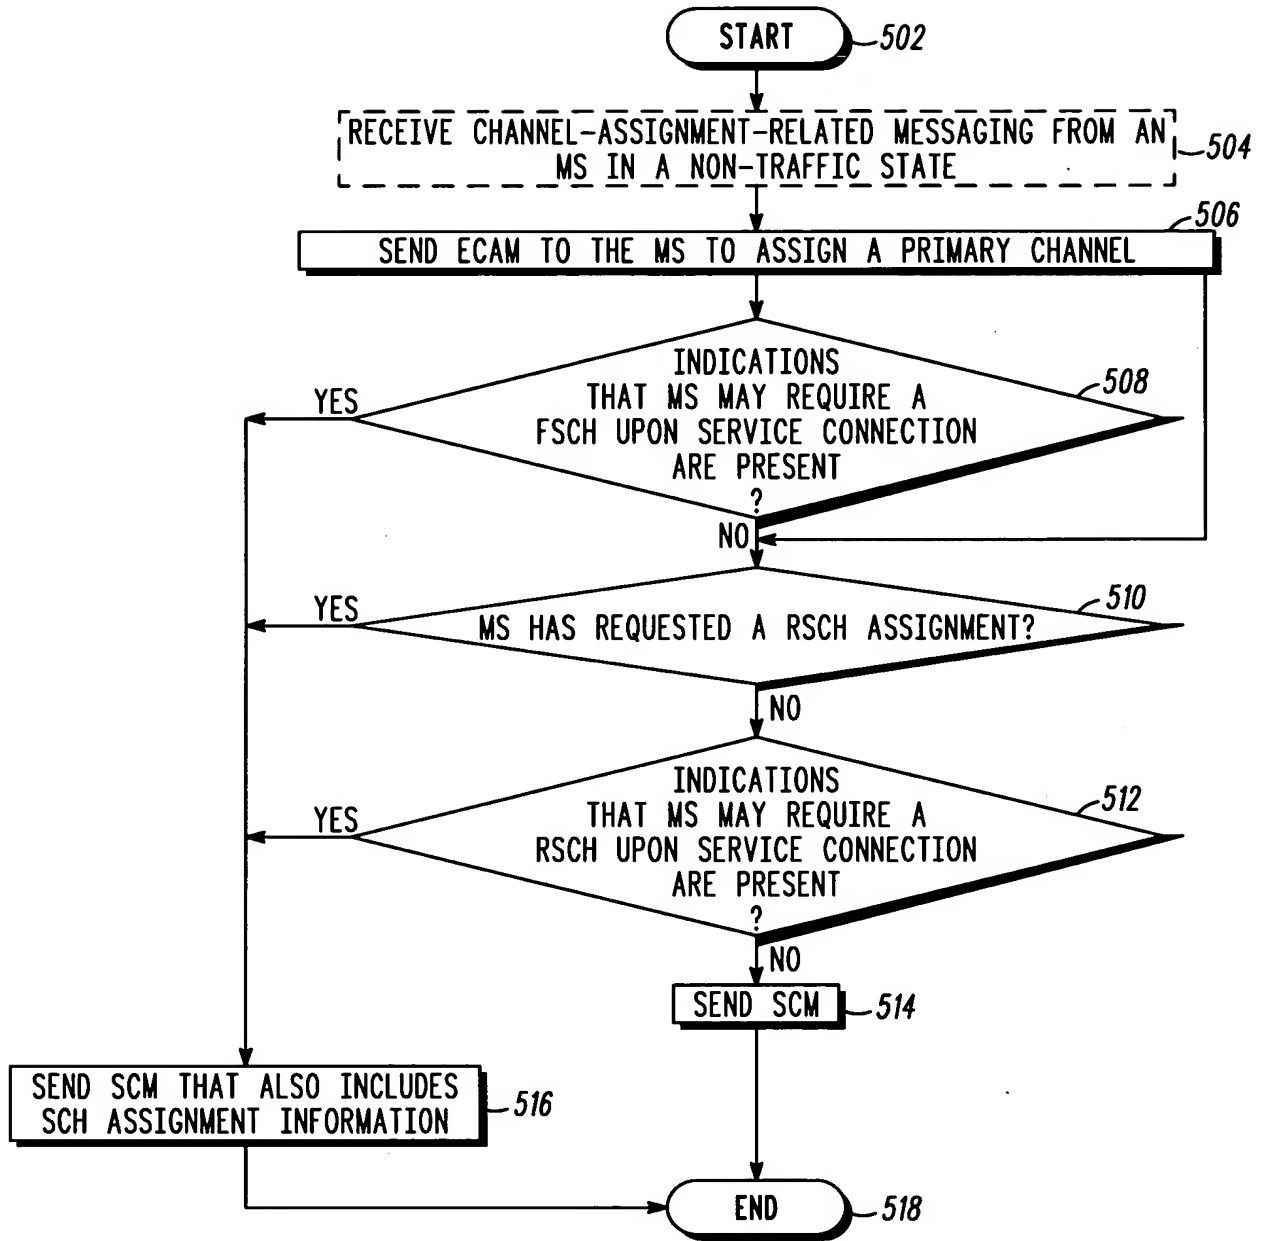 START
502
RECEIVE CHANNEL-ASSIGNMENT-RELATED MESSAGING FROM AN
MS IN A NON-TRAFFIC STATE
504
506
SEND ECAM TO THE MS TO ASSIGN A PRIMARY CHANNEL
INDICATIONS
THAT MS MAY REQUIRE A
FSCH UPON SERVICE CONNECTION
ARE PRESENT
?
508
YES
NO
510
YES
MS HAS REQUESTED A RSCH ASSIGNMENT?
NO
INDICATIONS
THAT MS MAY REQUIRE A
RSCH UPON SERVICE CONNECTION
ARE PRESENT
?
512
YES
NO
SEND SCM
514
SEND SCM THAT ALSO INCLUDES
SCH ASSIGNMENT INFORMATION
516
END
518